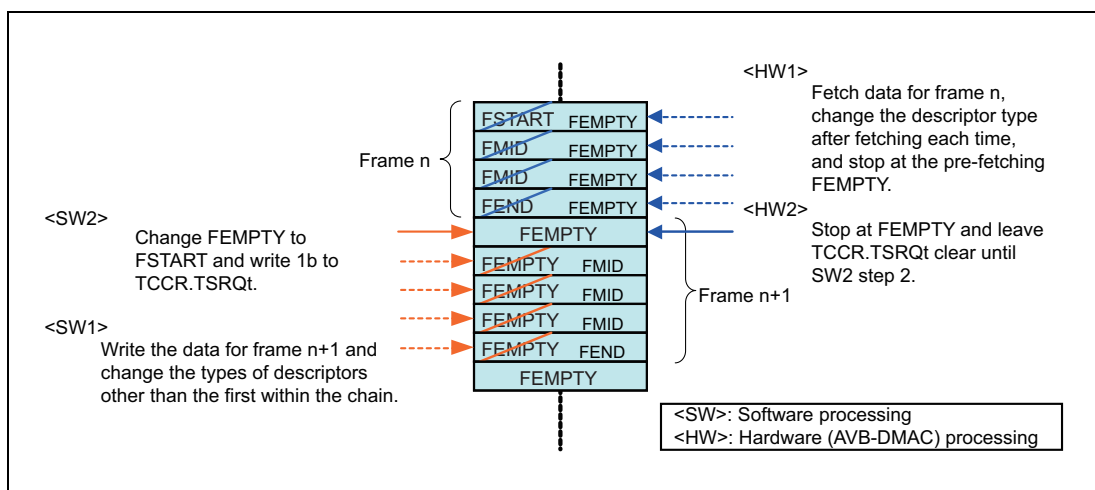 <HW1>
Fetch data for frame n,
change the descriptor type
after fetching each time,
and stop at the pre-fetching
FEMPTY.
Frame n
FSTART FEMPTY
FMID FEMPTY
FMID FEMPTY
FEND FEMPTY
<HW2>
Stop at FEMPTY and leave
TCCR.TSRQt clear until
SW2 step 2.
<SW2>
Change FEMPTY to
FSTART and write 1b to
TCCR.TSRQt.
FEMPTY
FEMPTY FMID
FEMPTY FMID
FEMPTY FMID
FEMPTY FEND
FEMPTY
Frame n+1
<SW1>
Write the data for frame n+1 and
change the types of descriptors
other than the first within the chain.
<SW>: Software processing
<HW>: Hardware (AVB-DMAC) processing